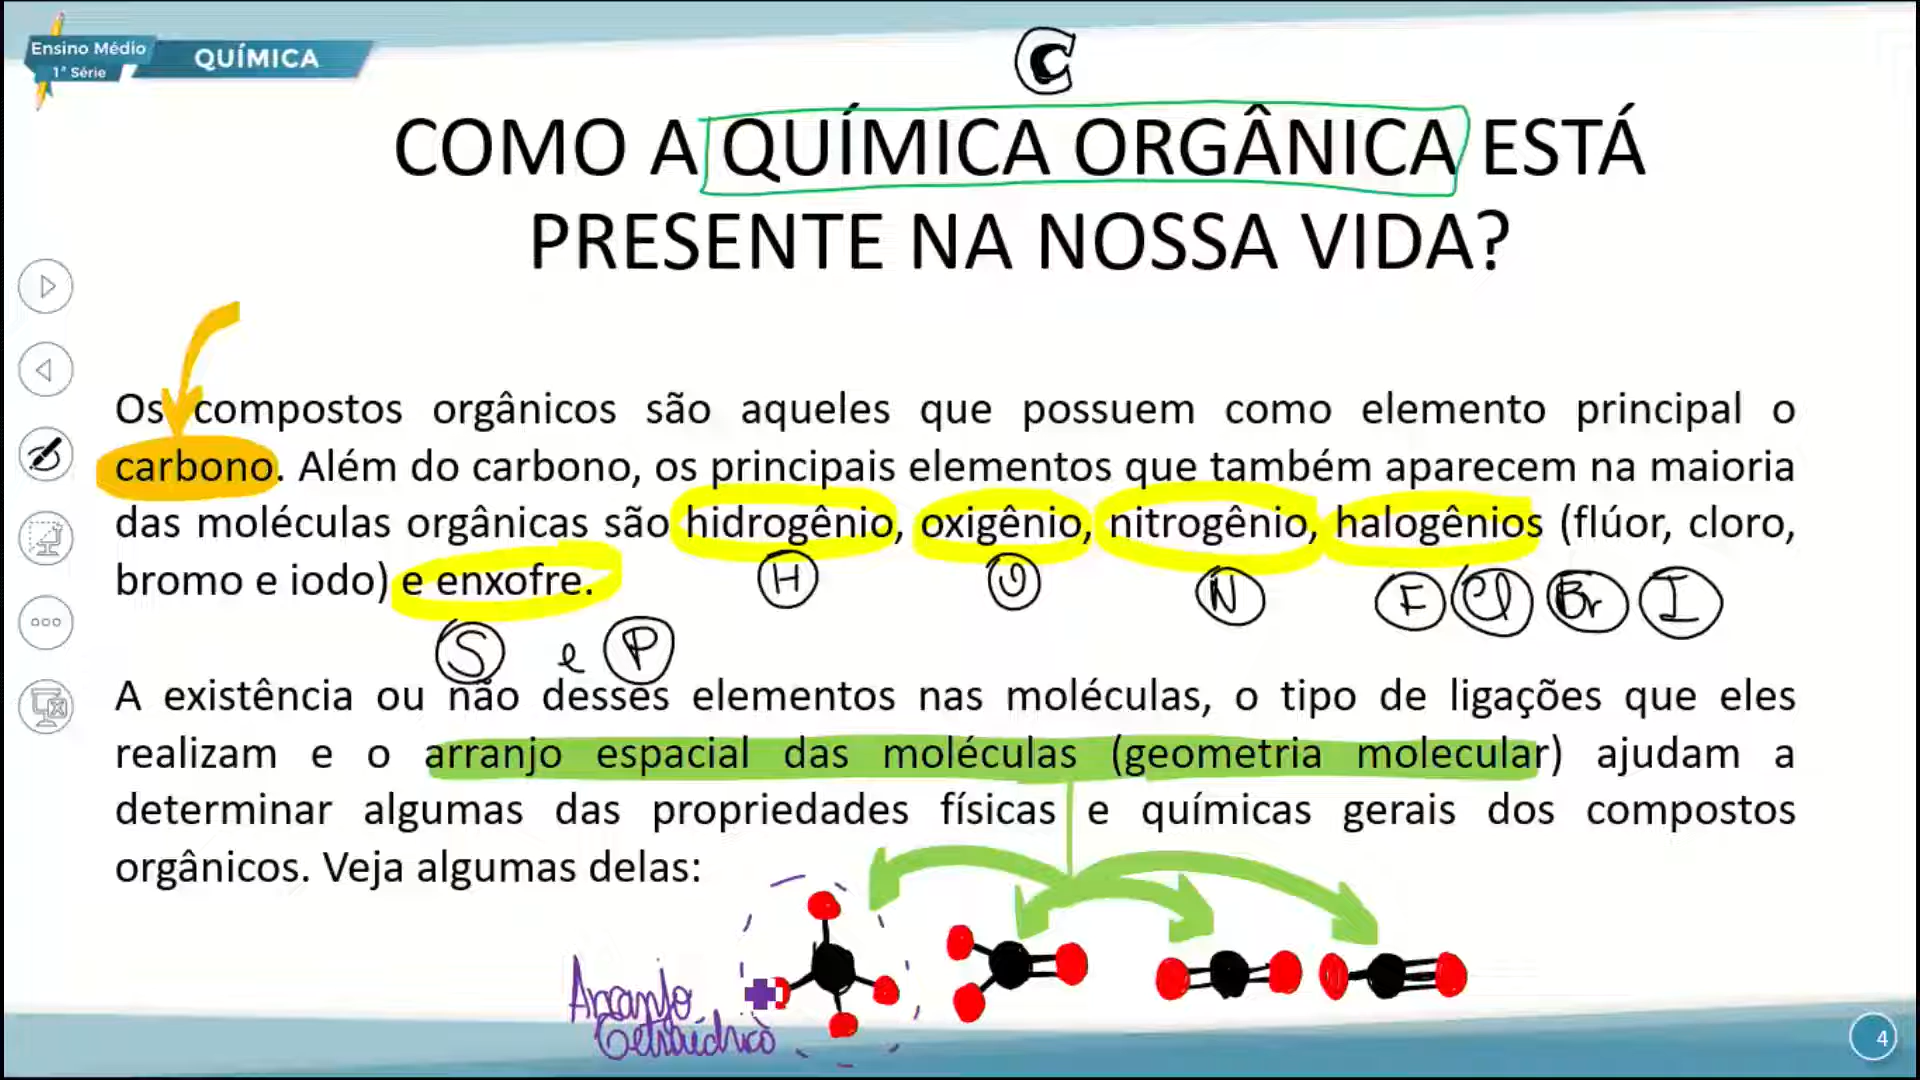 Ensino Médio
1ª Série
QUÍMICA
C
COMO A QUÍMICA ORGÂNICA ESTÁ
PRESENTE NA NOSSA VIDA?
Os compostos orgânicos são aqueles que possuem como elemento principal o
carbono. Além do carbono, os principais elementos que também aparecem na maioria
das moléculas orgânicas são hidrogênio, oxigênio, nitrogênio, halogênios (flúor, cloro,
bromo e iodo) e enxofre.
H O N F Cl Br I
S e P
A existência ou não desses elementos nas moléculas, o tipo de ligações que eles
realizam e o arranjo espacial das moléculas (geometria molecular) ajudam a
determinar algumas das propriedades físicas e químicas gerais dos compostos
orgânicos. Veja algumas delas:
Arranjo
Tetraédrico
4